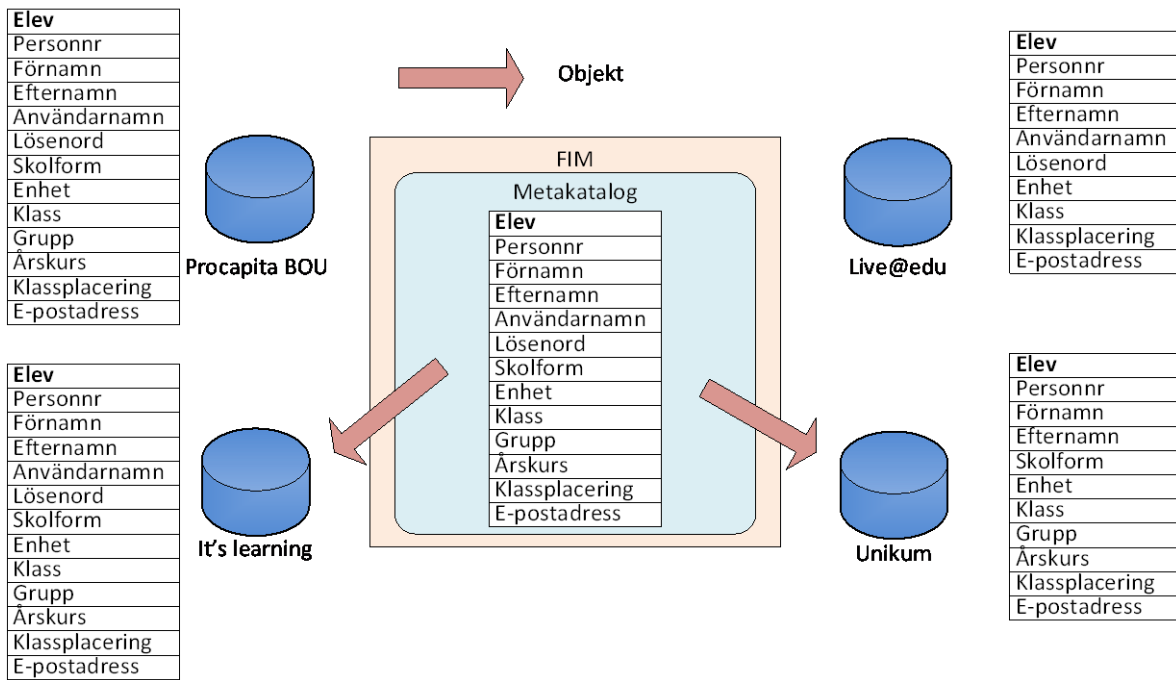 Elev
Personnr
Förnamn
Efternamn
Användarnamn
Lösenord
Skolform
Enhet
Klass
Grupp
Årskurs
Klassplacering
E-postadress
Procapita BOU
Objekt
FIM
Metakatalog
Elev
Personnr
Förnamn
Efternamn
Användarnamn
Lösenord
Skolform
Enhet
Klass
Grupp
Årskurs
Klassplacering
E-postadress
Live@edu
Elev
Personnr
Förnamn
Efternamn
Användarnamn
Lösenord
Enhet
Klass
Klassplacering
E-postadress
Elev
Personnr
Förnamn
Efternamn
Användarnamn
Lösenord
Skolform
Enhet
Klass
Grupp
Årskurs
Klassplacering
E-postadress
It's learning
Unikum
Elev
Personnr
Förnamn
Efternamn
Skolform
Enhet
Klass
Grupp
Årskurs
Klassplacering
E-postadress